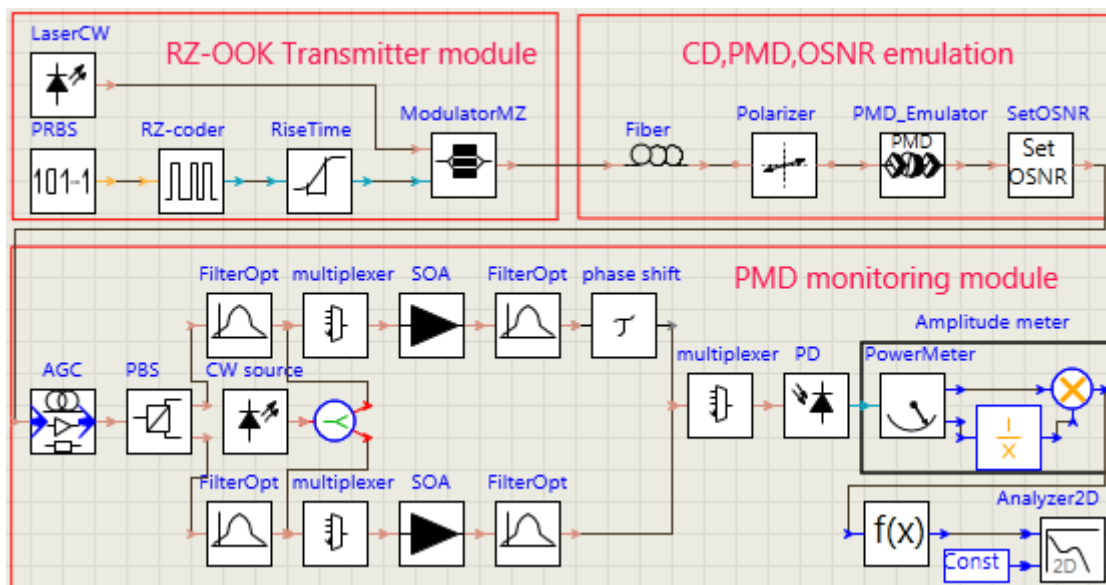 LaserCW
RZ-OOK Transmitter module
CD,PMD,OSNR emulation
ModulatorMZ
PRBS RZ-coder RiseTime
Fiber Polarizer PMD_Emulator SetOSNR
101-1
PMD
Set
OSNR
PMD monitoring module
FilterOpt multiplexer SOA FilterOpt phase shift
τ
Amplitude meter
multiplexer PD PowerMeter
AGC PBS CW source
1
x
FilterOpt multiplexer SOA FilterOpt
Analyzer2D
f(x)
Const
2D